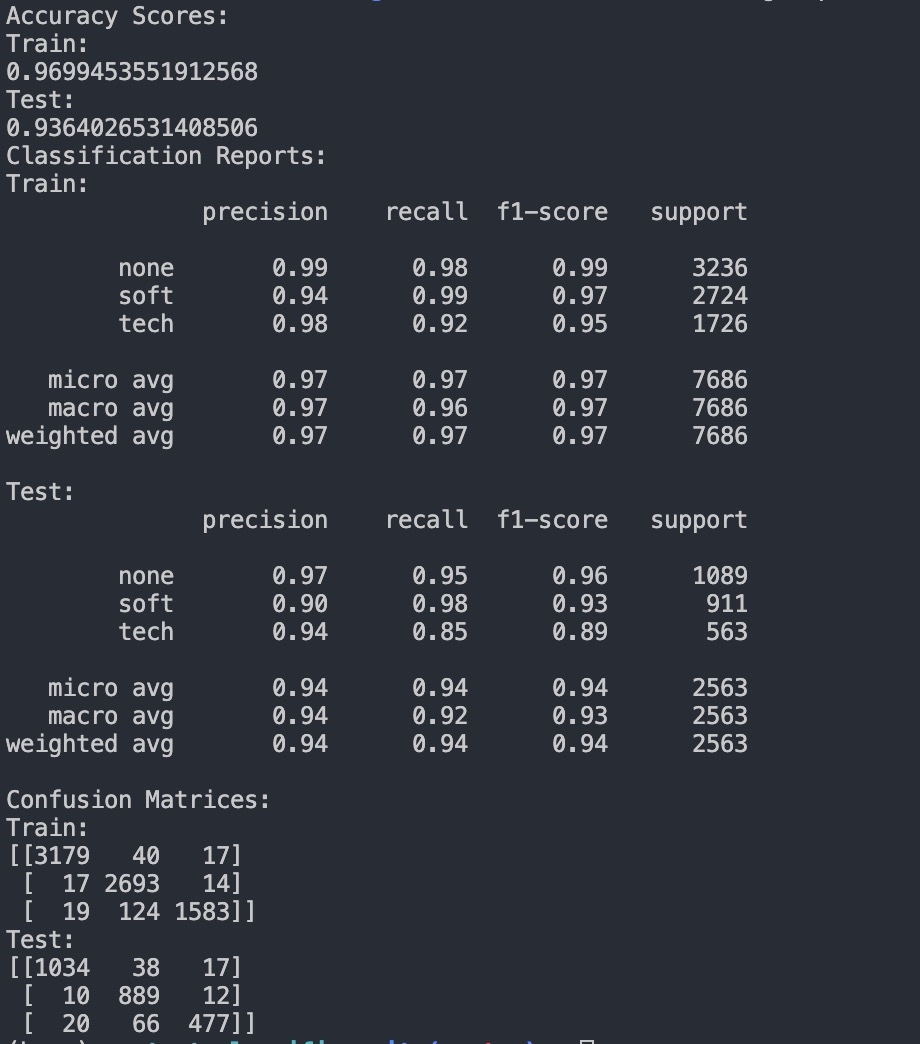 Accuracy Scores:
Train:
0.9699453551912568
Test:
0.9364026531408506
Classification Reports:
Train:
precision recall f1-score support
none 0.99 0.98 0.99 3236
soft 0.94 0.99 0.97 2724
tech 0.98 0.92 0.95 1726
micro avg 0.97 0.97 0.97 7686
macro avg 0.97 0.96 0.97 7686
weighted avg 0.97 0.97 0.97 7686
Test:
precision recall f1-score support
none 0.97 0.95 0.96 1089
soft 0.90 0.98 0.93 911
tech 0.94 0.85 0.89 563
micro avg 0.94 0.94 0.94 2563
macro avg 0.94 0.92 0.93 2563
weighted avg 0.94 0.94 0.94 2563
Confusion Matrices:
Train:
[[3179 40 17]
[ 17 2693 14]
[ 19 124 1583]]
Test:
[[1034 38 17]
[ 10 889 12]
[ 20 66 477]]